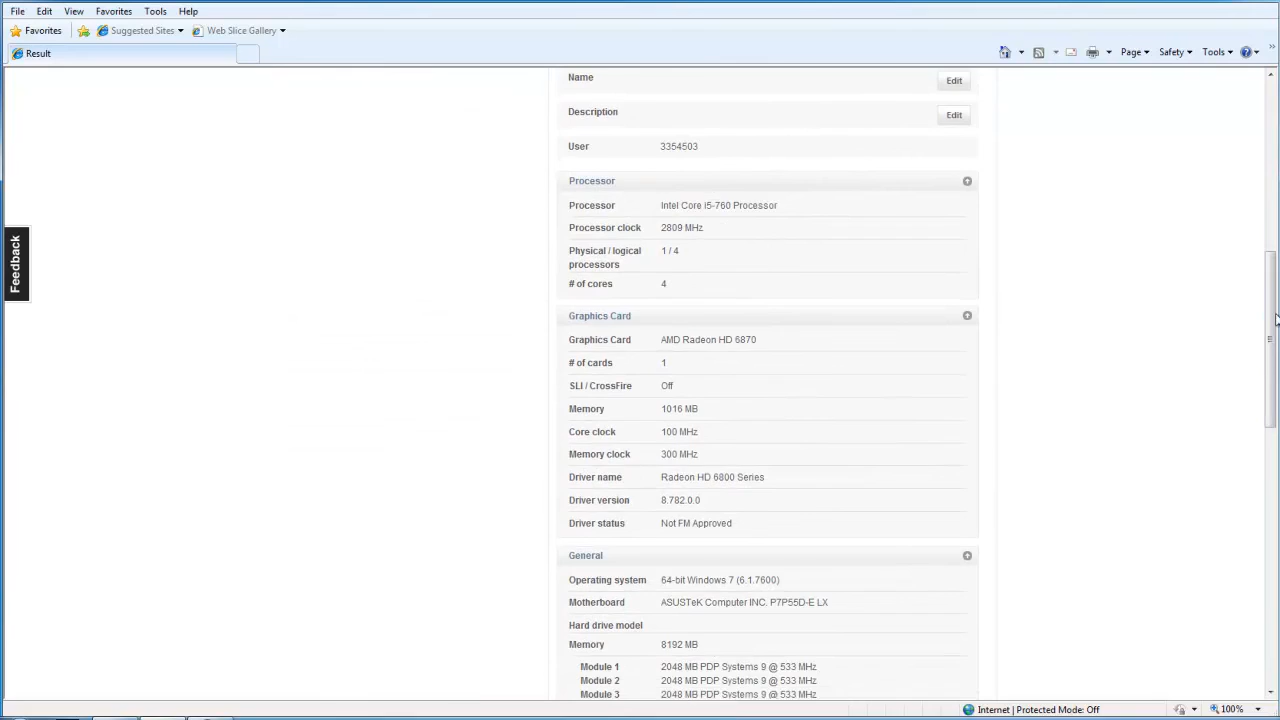 File Edit View Favorites Tools Help
Favorites Suggested Sites Web Slice Gallery
Result
Page Safety Tools
Name Edit
Description Edit
User 3354503
Processor
Processor Intel Core i5-760 Processor
Processor clock 2809 MHz
Physical / logical 1 / 4
processors
# of cores 4
Graphics Card
Graphics Card AMD Radeon HD 6870
# of cards 1
SLI / CrossFire Off
Memory 1016 MB
Core clock 100 MHz
Memory clock 300 MHz
Driver name Radeon HD 6800 Series
Driver version 8.782.0.0
Driver status Not FM Approved
General
Operating system 64-bit Windows 7 (6.1.7600)
Motherboard ASUSTeK Computer INC. P7P55D-E LX
Hard drive model
Memory 8192 MB
Module 1 2048 MB PDP Systems 9 @ 533 MHz
Module 2 2048 MB PDP Systems 9 @ 533 MHz
Module 3 2048 MB PDP Systems 9 @ 533 MHz
Feedback
Internet | Protected Mode: Off 100%